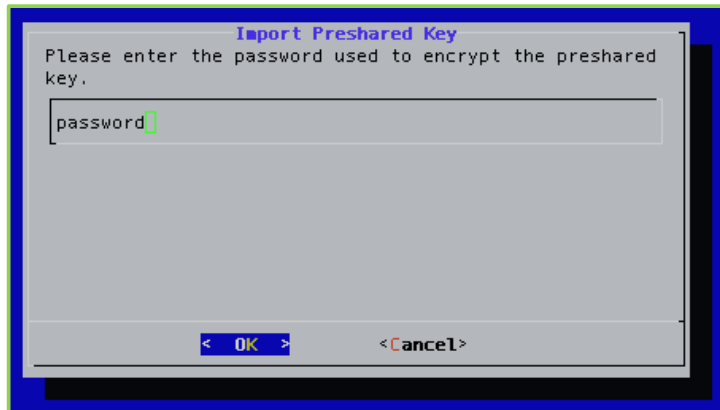 Import Preshared Key
Please enter the password used to encrypt the preshared
key.
password
< OK >
<Cancel>